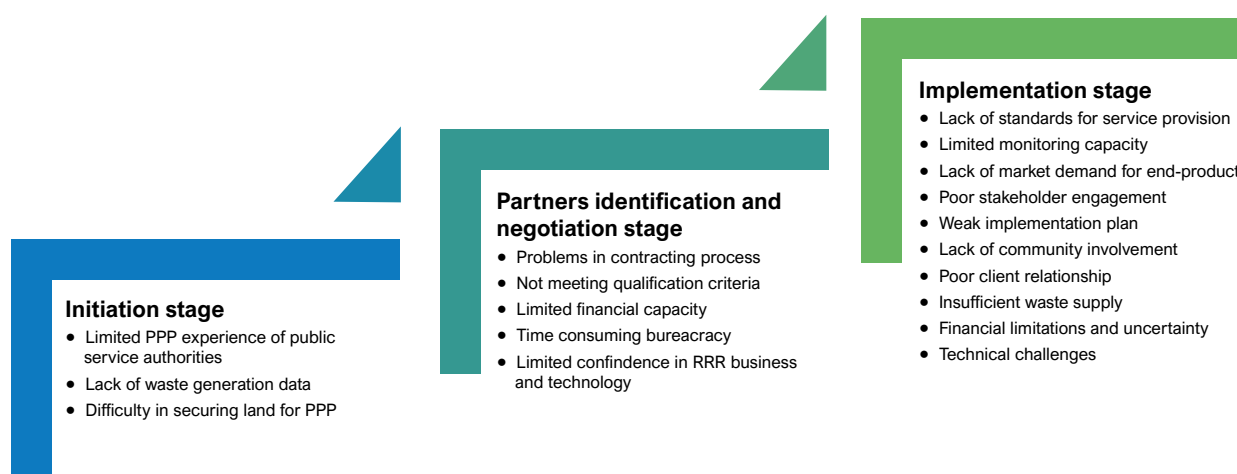 Initiation stage
● Limited PPP experience of public
service authorities
● Lack of waste generation data
● Difficulty in securing land for PPP
Partners identification and
negotiation stage
● Problems in contracting process
● Not meeting qualification criteria
● Limited financial capacity
● Time consuming bureacracy
● Limited confindence in RRR business
and technology
Implementation stage
● Lack of standards for service provision
● Limited monitoring capacity
● Lack of market demand for end-product
● Poor stakeholder engagement
● Weak implementation plan
● Lack of community involvement
● Poor client relationship
● Insufficient waste supply
● Financial limitations and uncertainty
● Technical challenges